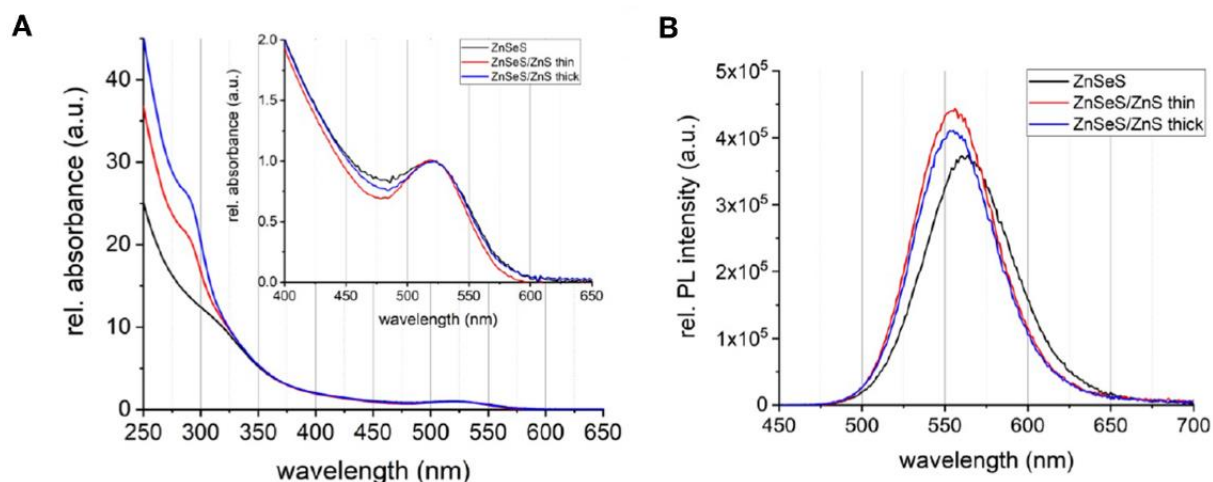 A
rel. absorbance (a.u.)
40
30
20
10
0
250 300 350 400 450 500 550 600 650
wavelength (nm)
rel. absorbance (a.u.)
2.0
1.5
1.0
0.5
0.0
400 450 500 550 600 650
wavelength (nm)
ZnSeS
ZnSeS/ZnS thin
ZnSeS/ZnS thick
B
rel. PL intensity (a.u.)
5x10⁵
4x10⁵
3x10⁵
2x10⁵
1x10⁵
0
450 500 550 600 650 700
wavelength (nm)
ZnSeS
ZnSeS/ZnS thin
ZnSeS/ZnS thick